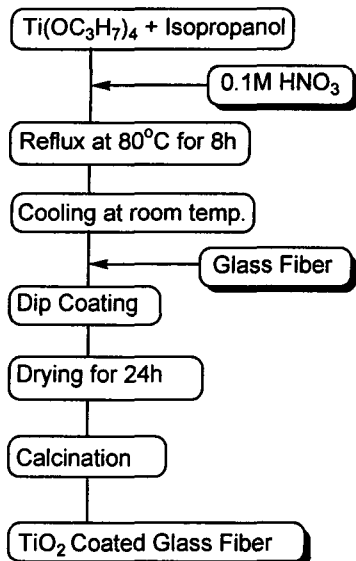 Ti(OC₃H₇)₄ + Isopropanol
0.1M HNO₃
Reflux at 80°C for 8h
Cooling at room temp.
Glass Fiber
Dip Coating
Drying for 24h
Calcination
TiO₂ Coated Glass Fiber